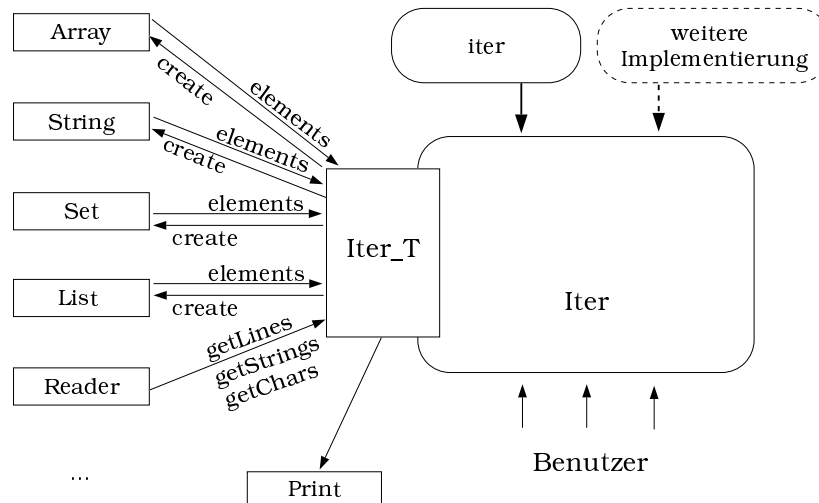 Array
iter
weitere
Implementierung
create
elements
String
elements
create
Set
elements
create
Iter_T
List
elements
create
Iter
getLines
getStrings
getChars
Reader
...
Print
Benutzer